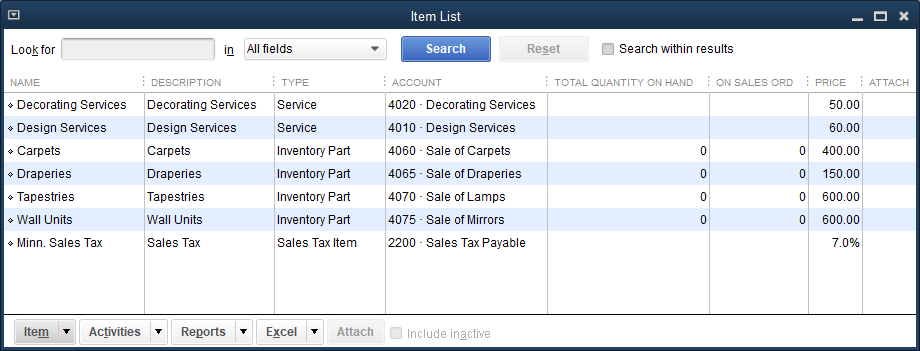 Item List
Look for in All fields Search Reset Search within results
NAME DESCRIPTION TYPE ACCOUNT TOTAL QUANTITY ON HAND ON SALES ORD PRICE ATTACH
Decorating Services Decorating Services Service 4020 · Decorating Services 50.00
Design Services Design Services Service 4010 · Design Services 60.00
Carpets Carpets Inventory Part 4060 · Sale of Carpets 0 0 400.00
Draperies Draperies Inventory Part 4065 · Sale of Draperies 0 0 150.00
Tapestries Tapestries Inventory Part 4070 · Sale of Lamps 0 0 600.00
Wall Units Wall Units Inventory Part 4075 · Sale of Mirrors 0 0 600.00
Minn. Sales Tax Sales Tax Sales Tax Item 2200 · Sales Tax Payable 7.0%
Item Activities Reports Excel Attach Include inactive